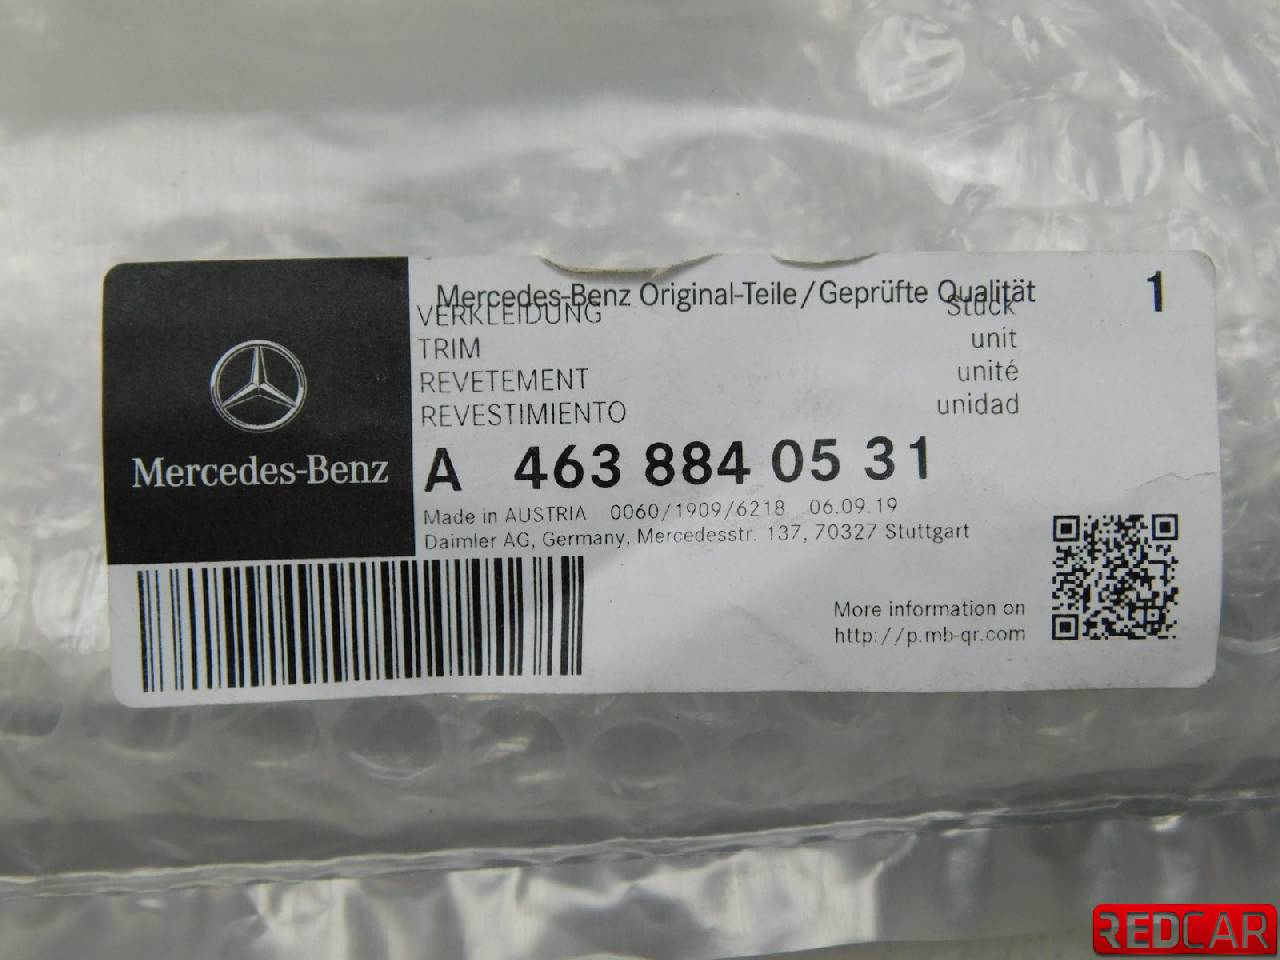 Mercedes-Benz Original-Teile/Geprüfte Qualität 1
VERKLEIDUNG Stück
TRIM unit
REVETEMENT unité
REVESTIMIENTO unidad
Mercedes-Benz
A 463 884 05 31
Made in AUSTRIA 0060/1909/6218 06.09.19
Daimler AG, Germany, Mercedesstr. 137, 70327 Stuttgart
More information on
http://p.mb-qr.com
REDCAR